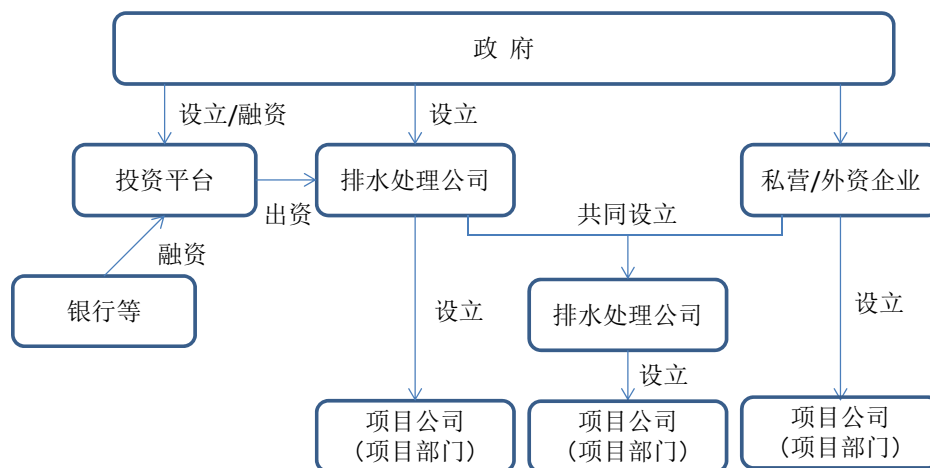 政 府
设立/融资
设立
投资平台
排水处理公司
私营/外资企业
出资
共同设立
融资
银行等
设立
排水处理公司
设立
设立
项目公司
（项目部门）
项目公司
（项目部门）
项目公司
（项目部门）